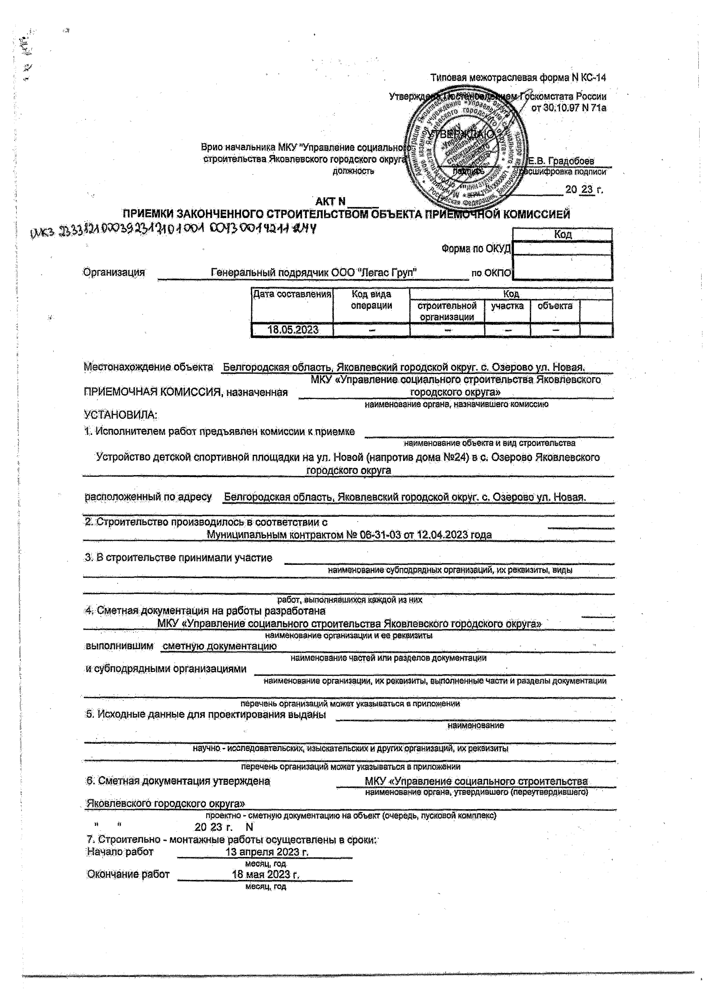 Типовая межотраслевая форма N КС-14
Утверждена Постановлением Госкомстата России
от 30.10.97 N 71а
УТВЕРЖДАЮ
Врио начальника МКУ "Управление социального
строительства Яковлевского городского округа"
Е.В. Градобоев
должность подпись расшифровка подписи
20 23 г.
АКТ N
ПРИЕМКИ ЗАКОНЧЕННОГО СТРОИТЕЛЬСТВОМ ОБЪЕКТА ПРИЕМОЧНОЙ КОМИССИЕЙ
Код
Форма по ОКУД
Организация Генеральный подрядчик ООО "Легас Груп" по ОКПО
Дата составления Код вида операции Код
строительной организации участка объекта
18.05.2023 – – – –
Местонахождение объекта Белгородская область, Яковлевский городской округ. с. Озерово ул. Новая.
МКУ «Управление социального строительства Яковлевского
ПРИЕМОЧНАЯ КОМИССИЯ, назначенная городского округа»
наименование органа, назначившего комиссию
УСТАНОВИЛА:
1. Исполнителем работ предъявлен комиссии к приемке
наименование объекта и вид строительства
Устройство детской спортивной площадки на ул. Новой (напротив дома №24) в с. Озерово Яковлевского
городского округа
расположенный по адресу Белгородская область, Яковлевский городской округ. с. Озерово ул. Новая.
2. Строительство производилось в соответствии с
Муниципальным контрактом № 06-31-03 от 12.04.2023 года
3. В строительстве принимали участие
наименование субподрядных организаций, их реквизиты, виды
работ, выполнявшихся каждой из них
4. Сметная документация на работы разработана
МКУ «Управление социального строительства Яковлевского городского округа»
наименование организации и ее реквизиты
выполнившим сметную документацию
наименование частей или разделов документации
и субподрядными организациями
наименование организации, их реквизиты, выполненные части и разделы документации
перечень организаций может указываться в приложении
5. Исходные данные для проектирования выданы
наименование
научно - исследовательских, изыскательских и других организаций, их реквизиты
перечень организаций может указываться в приложении
6. Сметная документация утверждена МКУ «Управление социального строительства
наименование органа, утвердившего (переутвердившего)
Яковлевского городского округа»
проектно - сметную документацию на объект (очередь, пусковой комплекс)
" " 20 23 г. N
7. Строительно - монтажные работы осуществлены в сроки:
Начало работ 13 апреля 2023 г.
месяц, год
Окончание работ 18 мая 2023 г.
месяц, год